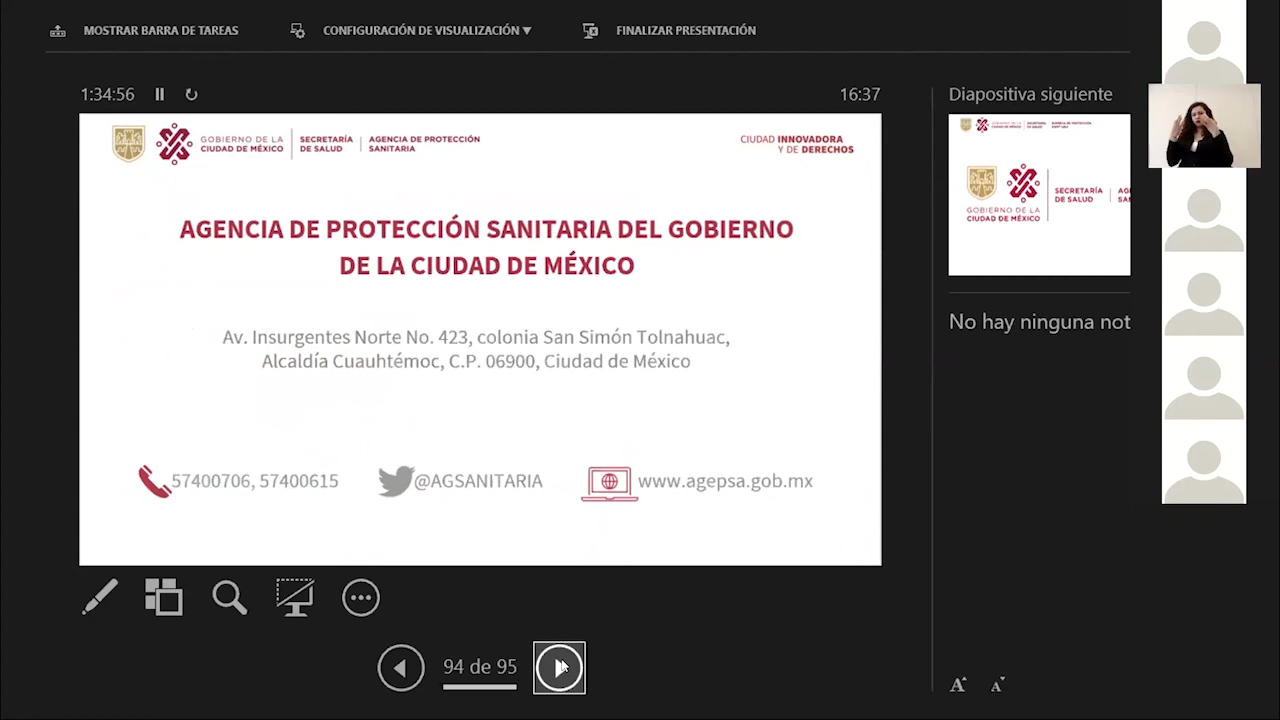 MOSTRAR BARRA DE TAREAS
CONFIGURACIÓN DE VISUALIZACIÓN ▼
FINALIZAR PRESENTACIÓN
1:34:56
16:37
Diapositiva siguiente
GOBIERNO DE LA
CIUDAD DE MÉXICO
SECRETARÍA
DE SALUD
AGENCIA DE PROTECCIÓN
SANITARIA
CIUDAD INNOVADORA
Y DE DERECHOS
AGENCIA DE PROTECCIÓN SANITARIA DEL GOBIERNO
DE LA CIUDAD DE MÉXICO
Av. Insurgentes Norte No. 423, colonia San Simón Tolnahuac,
Alcaldía Cuauhtémoc, C.P. 06900, Ciudad de México
57400706, 57400615
@AGSANITARIA
www.agepsa.gob.mx
94 de 95
GOBIERNO DE LA
CIUDAD DE MÉXICO
SECRETARÍA
DE SALUD
AG
SAN
No hay ninguna not
A A